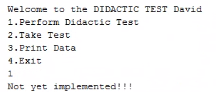 Welcome to the DIDACTIC TEST David
1.Perform Didactic Test
2.Take Test
3.Print Data
4.Exit
1
Not yet implemented!!!